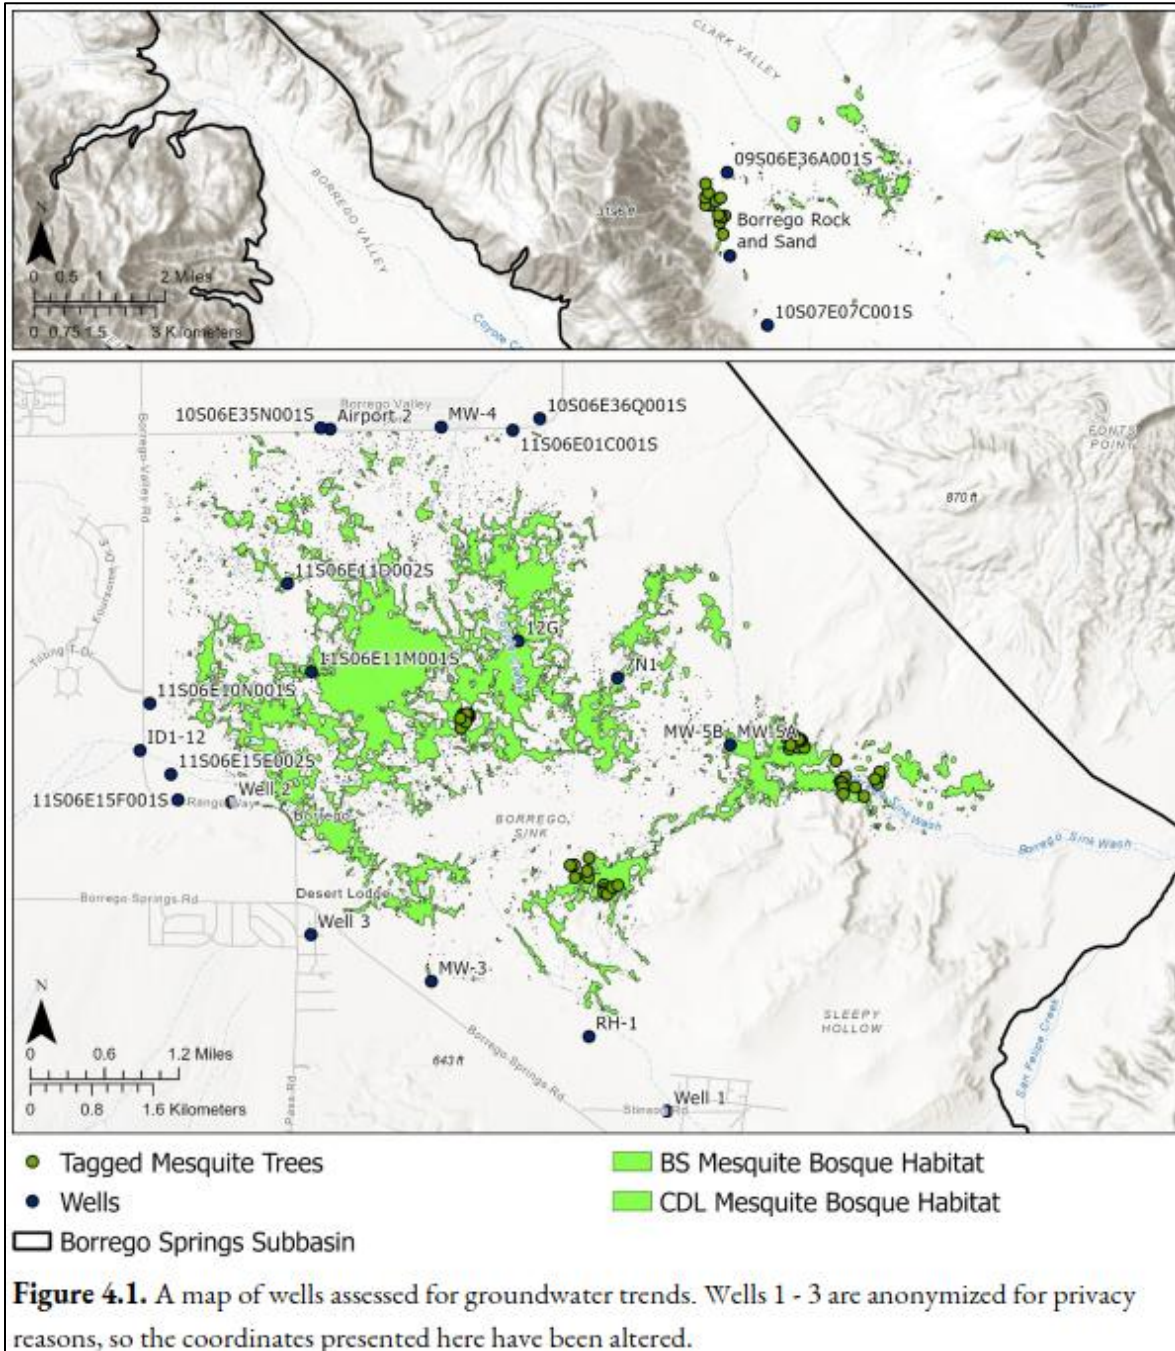 CLARK VALLEY
09S06E36A001S
BORREGO VALLEY
Borrego Rock
and Sand
0 0.5 1 2 Miles
0 0.75 1.5 3 Kilometers
10S07E07C001S
Borrego Valley
10S06E35N001S
Airport 2
MW-4
10S06E36Q001S
11S06E01C001S
FONTS
POINT
Borrego Valley Rd
870 ft
11S06E11D002S
12G
11S06E11M001S
7N1
11S06E10N001S
MW-5B
MW-5A
ID1-12
11S06E15E002S
Well 2
11S06E15F001S
Borrego
BORREGO
SINK
Sink Wash
Borrego Sink Wash
Desert Lodge
Borrego Springs Rd
Well 3
MW-3
RH-1
SLEEPY
HOLLOW
San Felipe Creek
N
0 0.6 1.2 Miles
0 0.8 1.6 Kilometers
643 ft
Borrego Springs Rd
Well 1
Tagged Mesquite Trees
BS Mesquite Bosque Habitat
Wells
CDL Mesquite Bosque Habitat
Borrego Springs Subbasin
Figure 4.1. A map of wells assessed for groundwater trends. Wells 1 - 3 are anonymized for privacy
reasons, so the coordinates presented here have been altered.